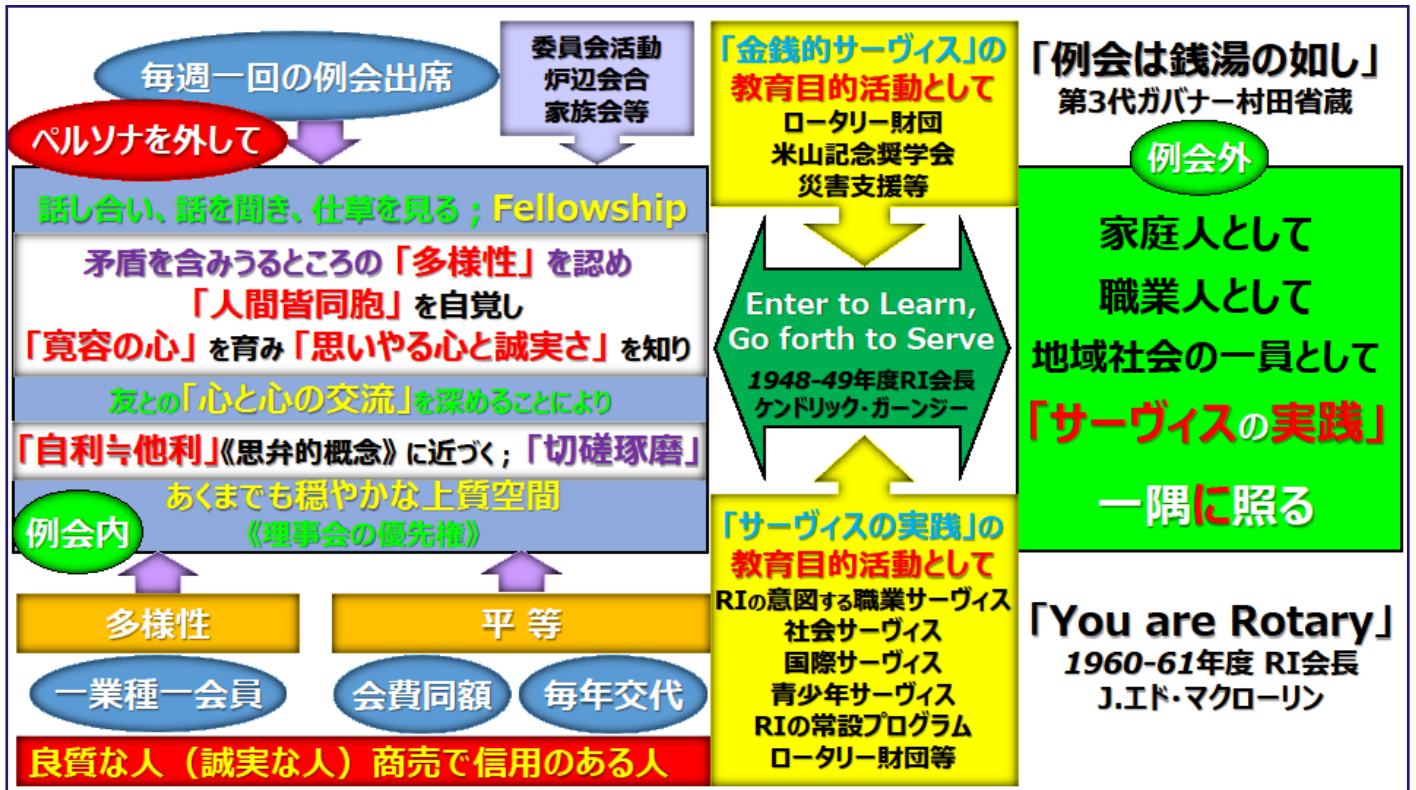 毎週一回の例会出席
委員会活動
炉辺会合
家族会等
ペルソナを外して
話し合い、話を聞き、仕草を見る ; Fellowship
矛盾を含みうるところの「多様性」を認め
「人間皆同胞」を自覚し
「寛容の心」を育み「思いやる心と誠実さ」を知り
友との「心と心の交流」を深めることにより
「自利≒他利」《思弁的概念》に近づく ; 「切磋琢磨」
あくまでも穏やかな上質空間
《理事会の優先権》
例会内
多様性
平 等
一業種一会員
会費同額
毎年交代
良質な人（誠実な人）商売で信用のある人
「金銭的サーヴィス」の
教育目的活動として
ロータリー財団
米山記念奨学会
災害支援等
Enter to Learn,
Go forth to Serve
1948-49年度RI会長
ケンドリック・ガーンジー
「サーヴィスの実践」の
教育目的活動として
RIの意図する職業サーヴィス
社会サーヴィス
国際サーヴィス
青少年サーヴィス
RIの常設プログラム
ロータリー財団等
「例会は銭湯の如し」
第3代ガバナー村田省蔵
例会外
家庭人として
職業人として
地域社会の一員として
「サーヴィスの実践」
一隅に照る
「You are Rotary」
1960-61年度 RI会長
J.エド・マクローリン